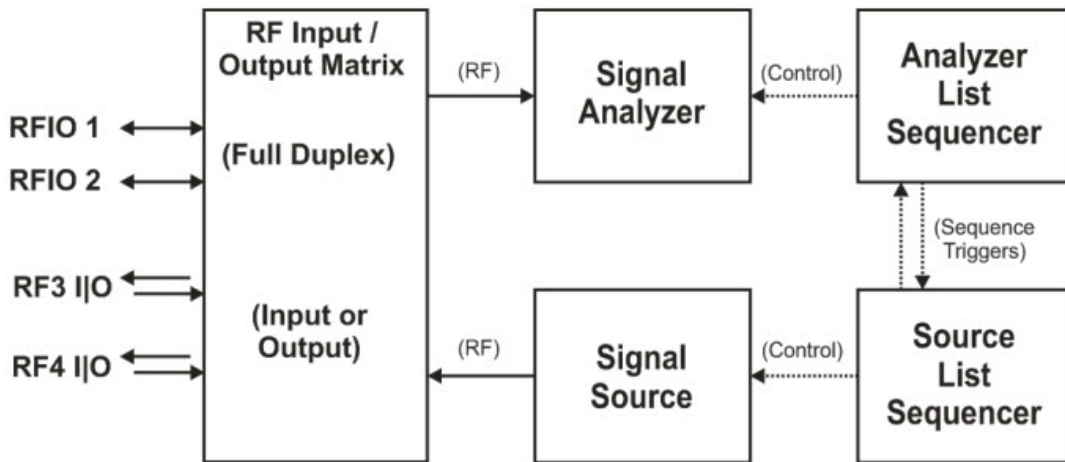 RF Input /
Output Matrix
(Full Duplex)
(Input or
Output)
RFIO 1
RFIO 2
RF3 I|O
RF4 I|O
(RF)
Signal
Analyzer
(Control)
Analyzer
List
Sequencer
(Sequence
Triggers)
(RF)
Signal
Source
(Control)
Source
List
Sequencer